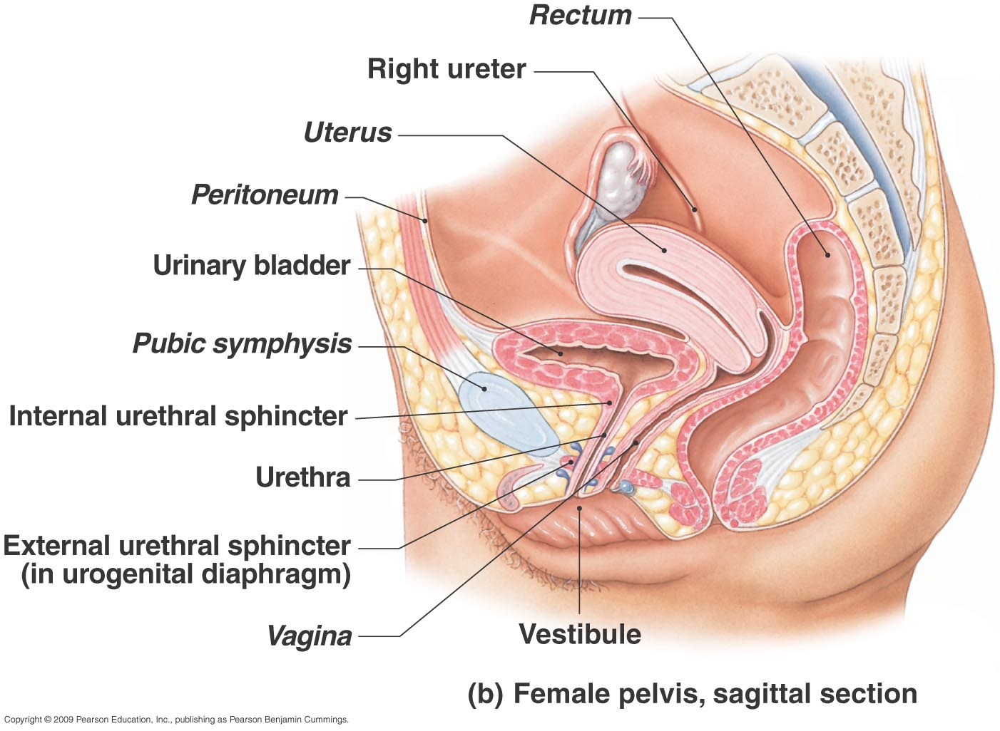 Rectum
Right ureter
Uterus
Peritoneum
Urinary bladder
Pubic symphysis
Internal urethral sphincter
Urethra
External urethral sphincter
(in urogenital diaphragm)
Vagina
Vestibule
(b) Female pelvis, sagittal section
Copyright © 2009 Pearson Education, Inc., publishing as Pearson Benjamin Cummings.